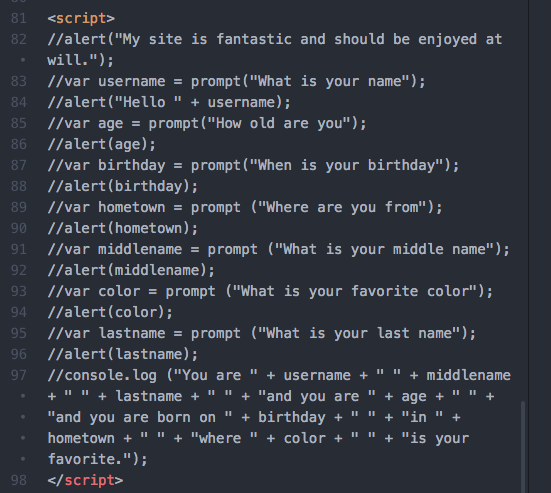 81 <script>
82 //alert("My site is fantastic and should be enjoyed at
• will.");
83 //var username = prompt("What is your name");
84 //alert("Hello " + username);
85 //var age = prompt("How old are you");
86 //alert(age);
87 //var birthday = prompt("When is your birthday");
88 //alert(birthday);
89 //var hometown = prompt ("Where are you from");
90 //alert(hometown);
91 //var middlename = prompt ("What is your middle name");
92 //alert(middlename);
93 //var color = prompt ("What is your favorite color");
94 //alert(color);
95 //var lastname = prompt ("What is your last name");
96 //alert(lastname);
97 //console.log ("You are " + username + " " + middlename
• + " " + lastname + " " + "and you are " + age + " " +
• "and you are born on " + birthday + " " + "in " +
• hometown + " " + "where " + color + " " + "is your
• favorite.");
98 </script>